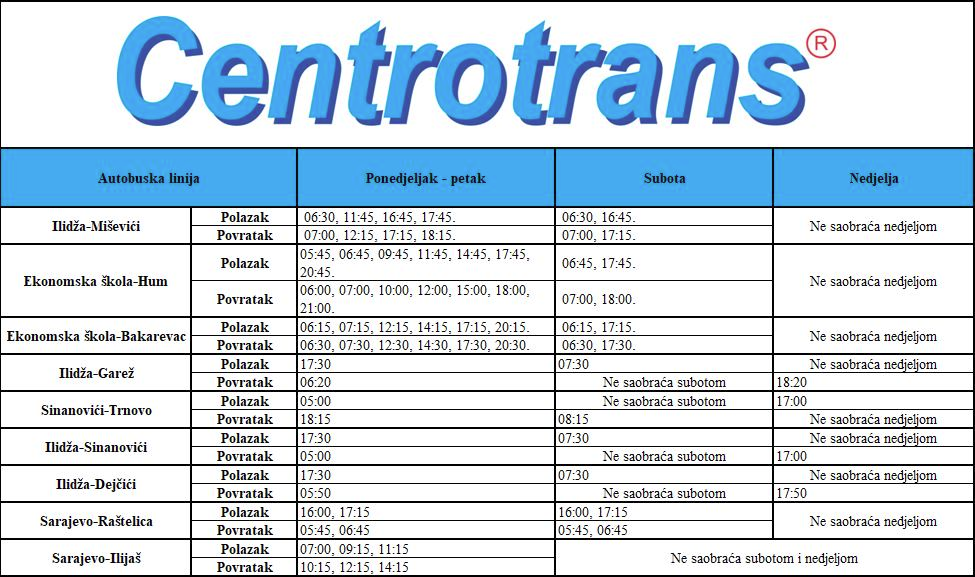 Centrotrans®
Autobuska linija Ponedjeljak - petak Subota Nedjelja
Ilidža-Miševići Polazak 06:30, 11:45, 16:45, 17:45. 06:30, 16:45. Ne saobraća nedjeljom
Povratak 07:00, 12:15, 17:15, 18:15. 07:00, 17:15.
Ekonomska škola-Hum Polazak 05:45, 06:45, 09:45, 11:45, 14:45, 17:45, 20:45. 06:45, 17:45. Ne saobraća nedjeljom
Povratak 06:00, 07:00, 10:00, 12:00, 15:00, 18:00, 21:00. 07:00, 18:00.
Ekonomska škola-Bakarevac Polazak 06:15, 07:15, 12:15, 14:15, 17:15, 20:15. 06:15, 17:15. Ne saobraća nedjeljom
Povratak 06:30, 07:30, 12:30, 14:30, 17:30, 20:30. 06:30, 17:30.
Ilidža-Garež Polazak 17:30 07:30 Ne saobraća nedjeljom
Povratak 06:20 Ne saobraća subotom 18:20
Sinanovići-Trnovo Polazak 05:00 Ne saobraća subotom 17:00
Povratak 18:15 08:15 Ne saobraća nedjeljom
Ilidža-Sinanovići Polazak 17:30 07:30 Ne saobraća nedjeljom
Povratak 05:00 Ne saobraća subotom 17:00
Ilidža-Dejčići Polazak 17:30 07:30 Ne saobraća nedjeljom
Povratak 05:50 Ne saobraća subotom 17:50
Sarajevo-Raštelica Polazak 16:00, 17:15 16:00, 17:15 Ne saobraća nedjeljom
Povratak 05:45, 06:45 05:45, 06:45
Sarajevo-Ilijaš Polazak 07:00, 09:15, 11:15 Ne saobraća subotom i nedjeljom
Povratak 10:15, 12:15, 14:15